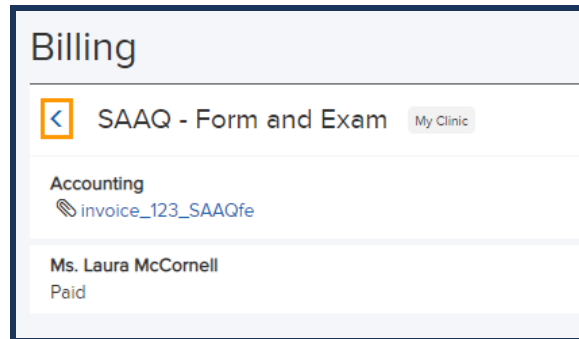 Billing
SAAQ - Form and Exam My Clinic
Accounting
invoice_123_SAAQfe
Ms. Laura McCornell
Paid